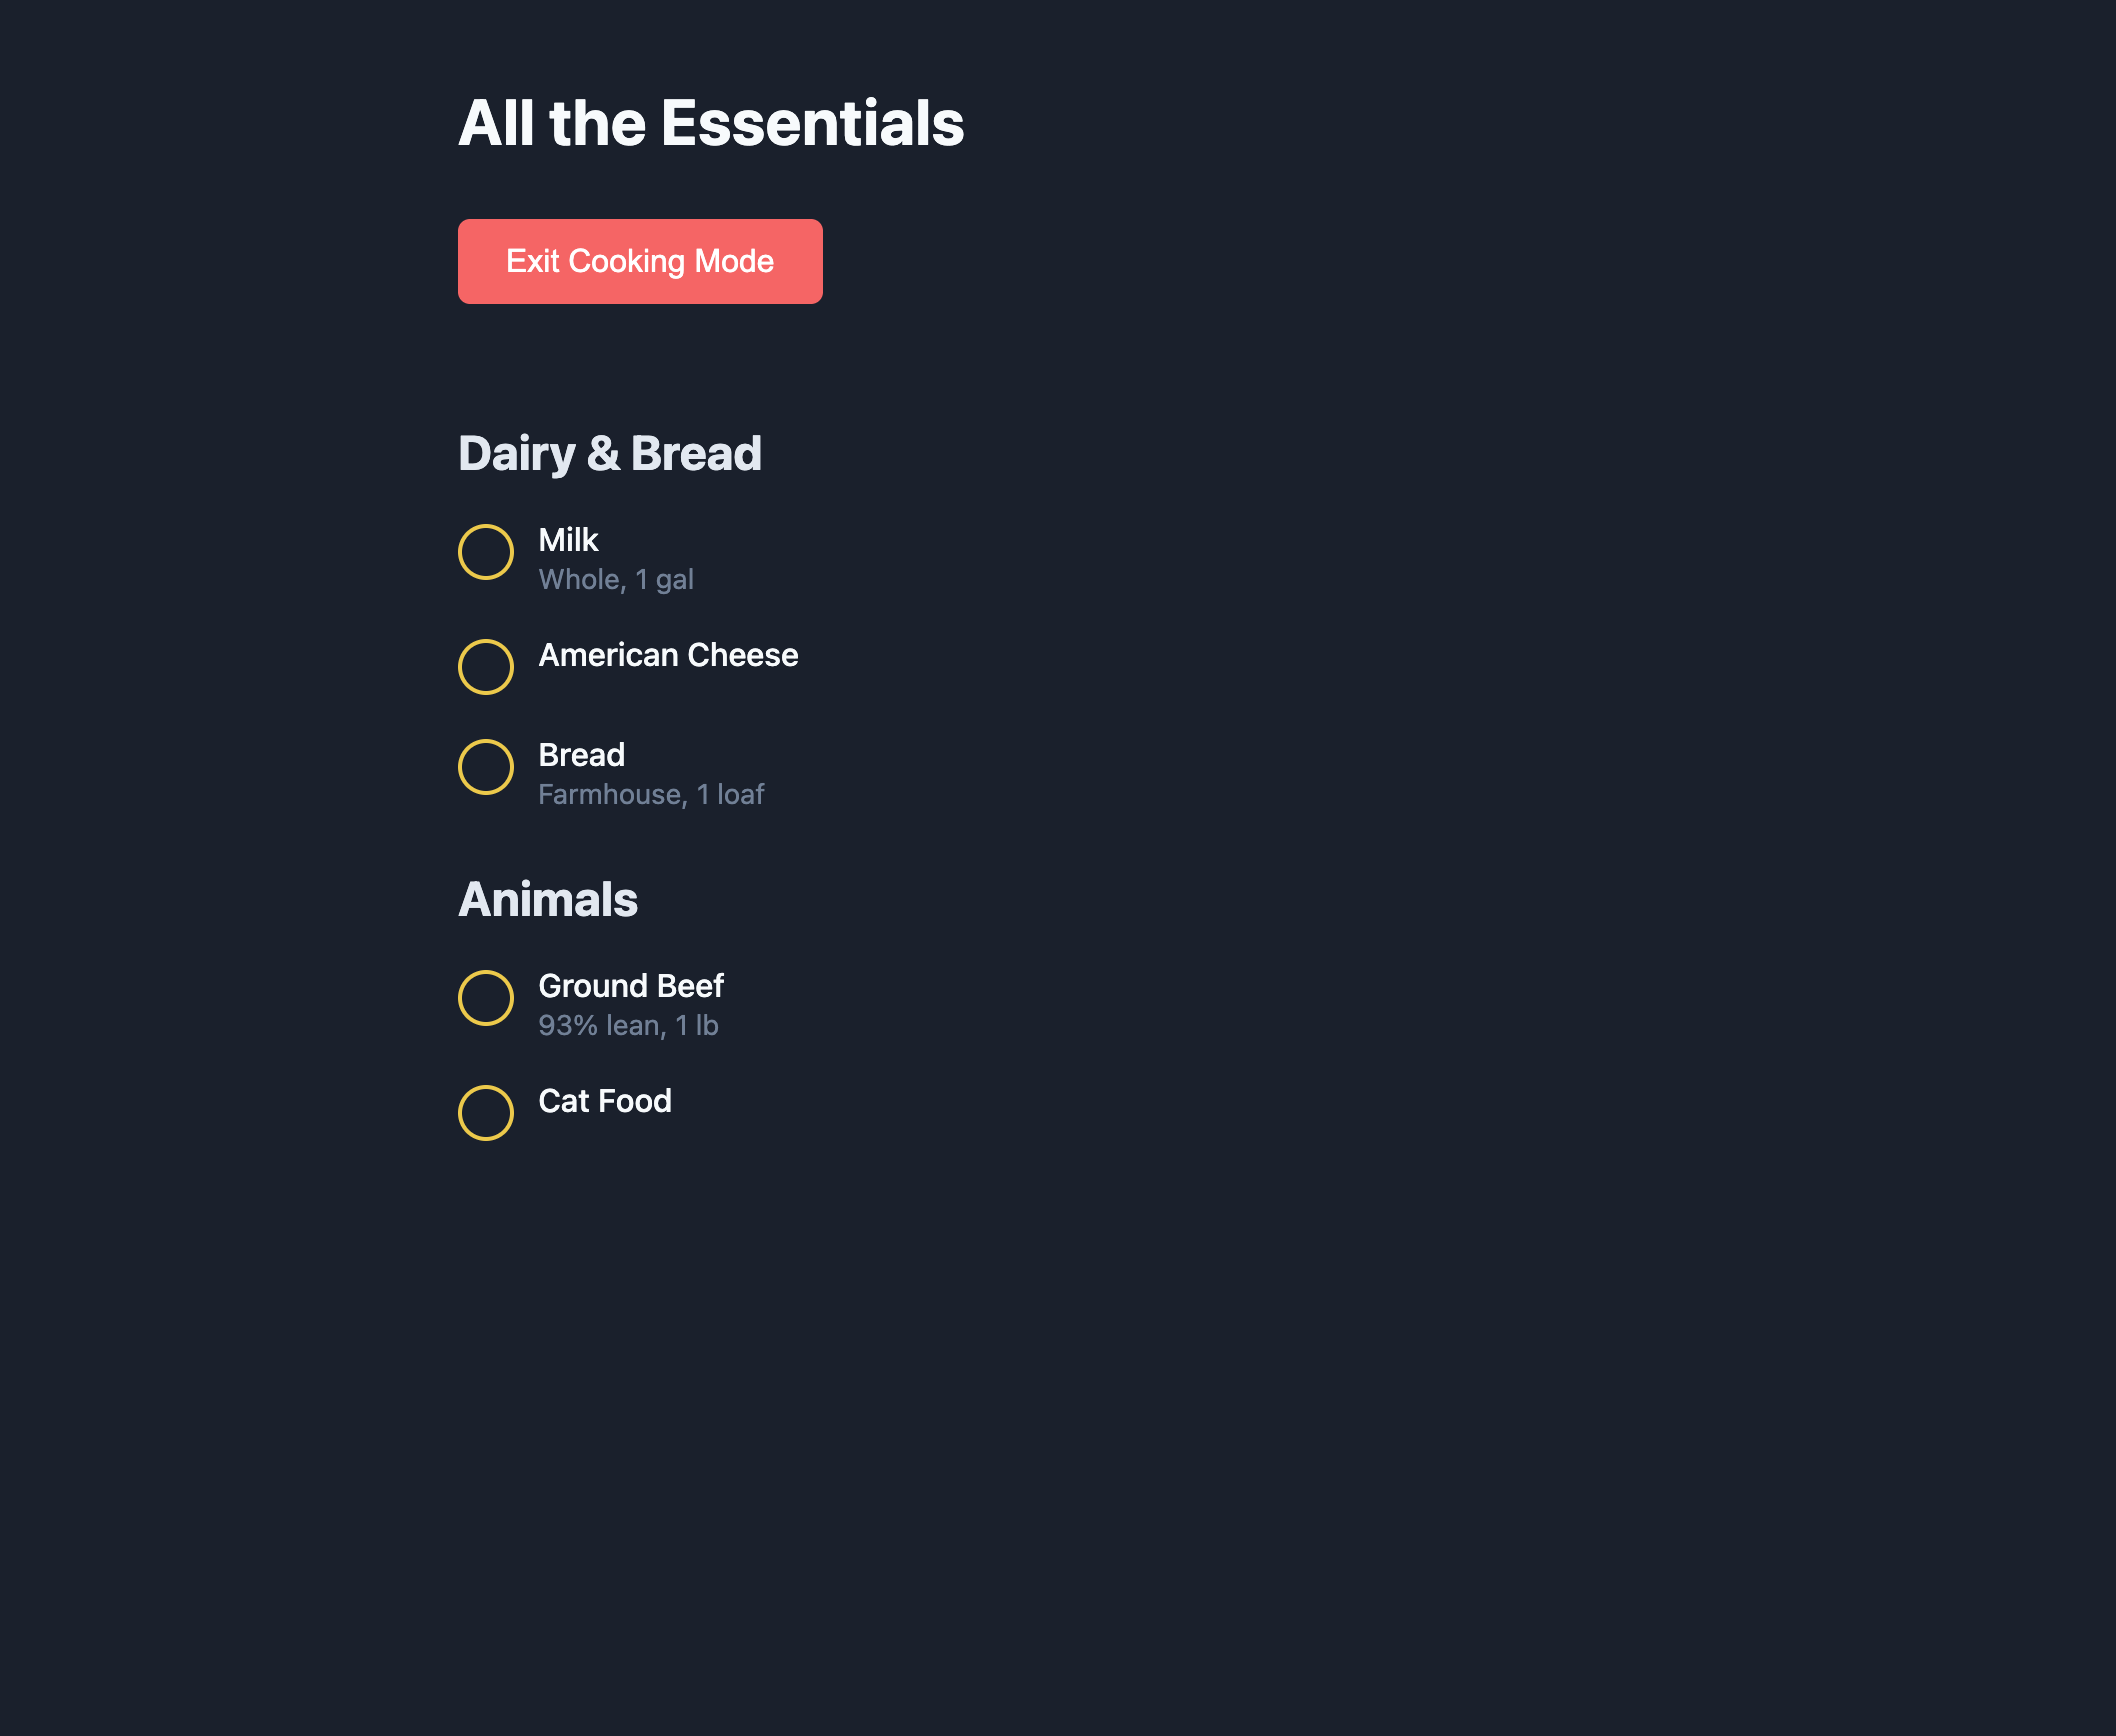 All the Essentials
Exit Cooking Mode
Dairy & Bread
Milk
Whole, 1 gal
American Cheese
Bread
Farmhouse, 1 loaf
Animals
Ground Beef
93% lean, 1 lb
Cat Food